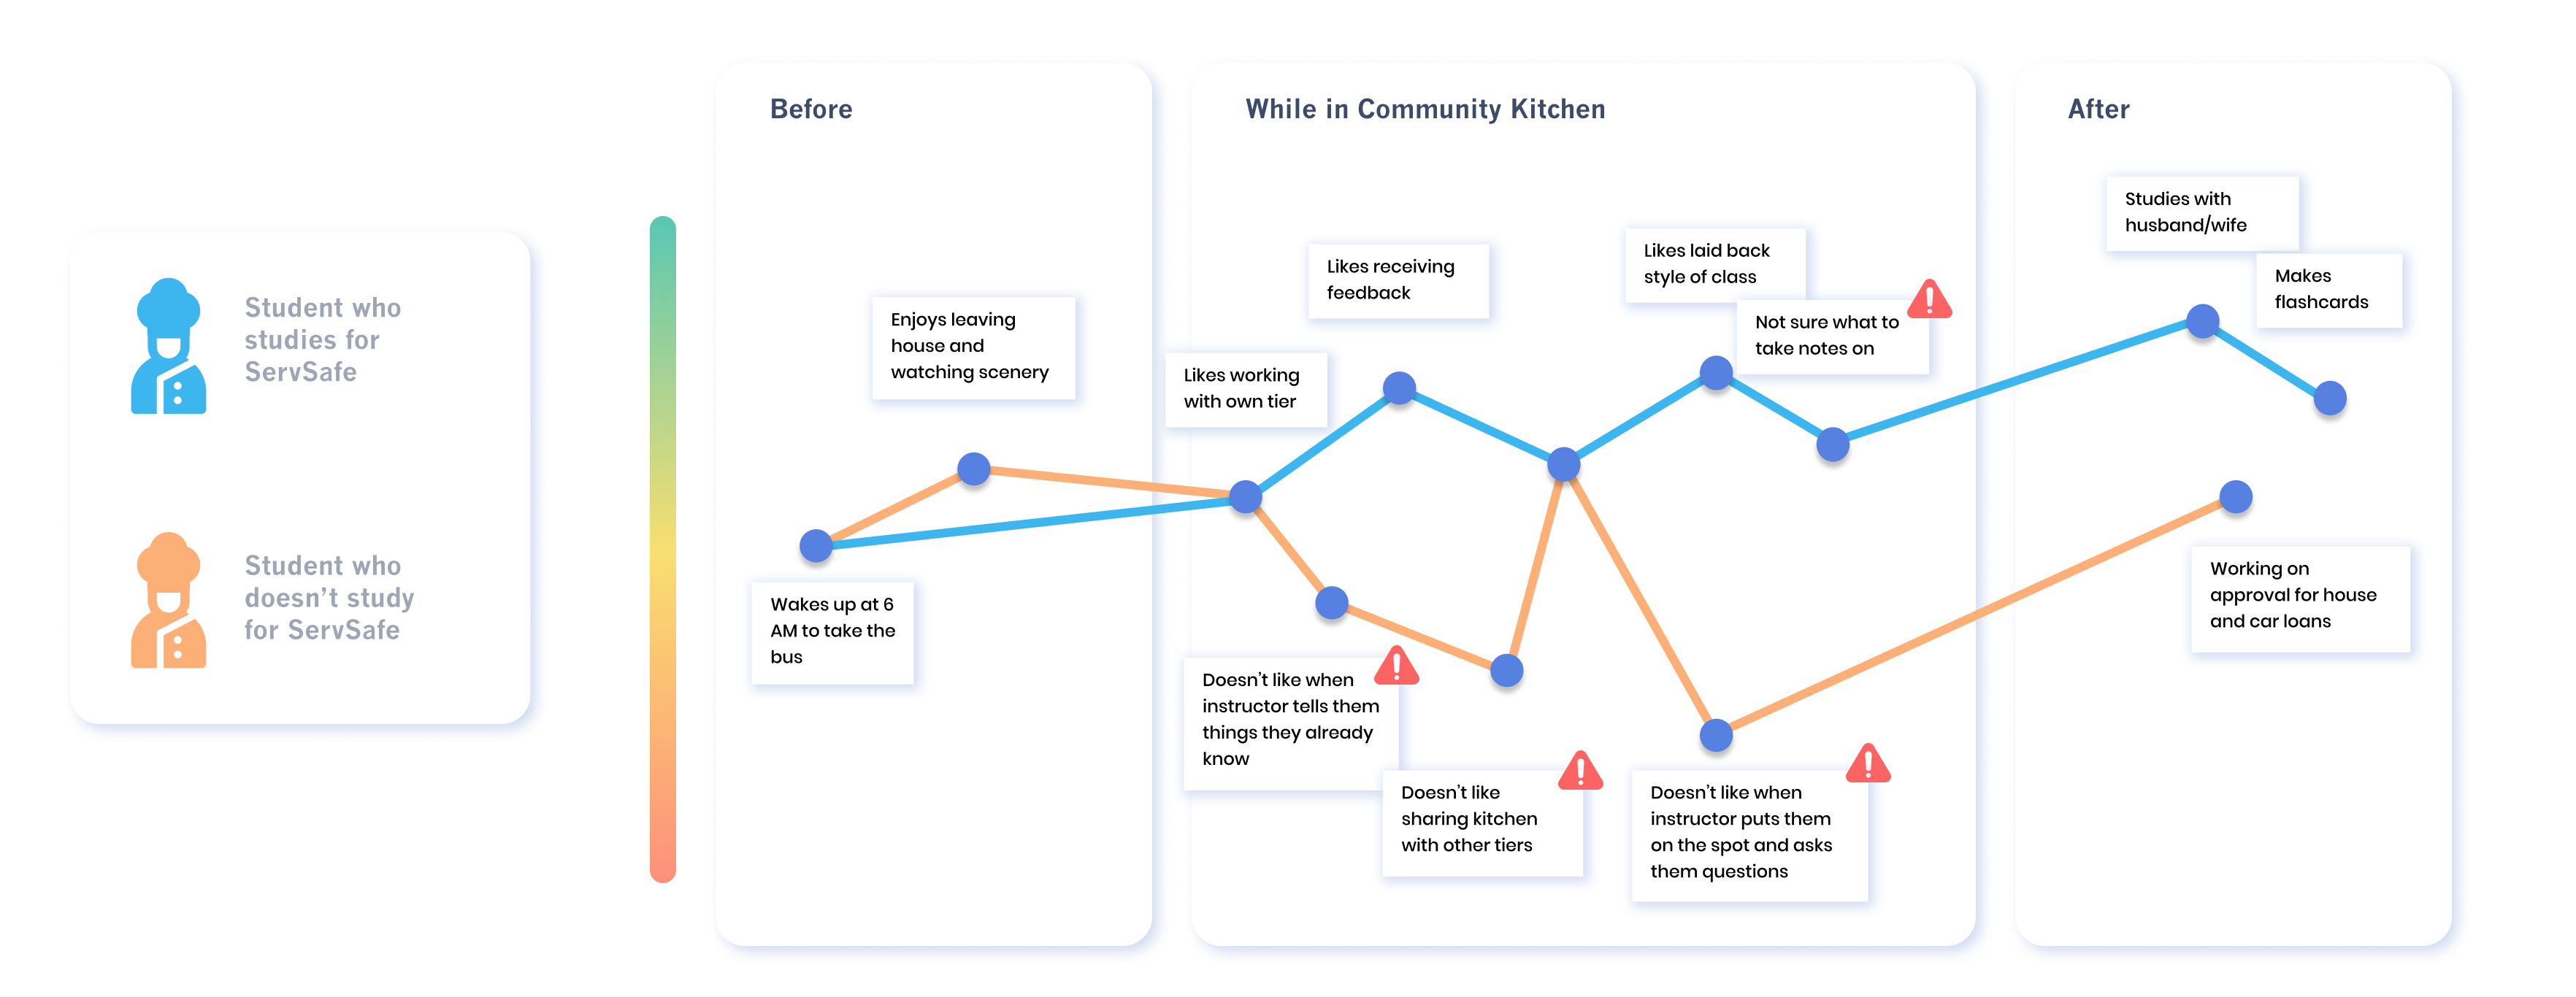 Student who
studies for
ServSafe
Student who
doesn’t study
for ServSafe
Before
Enjoys leaving
house and
watching scenery
Wakes up at 6
AM to take the
bus
While in Community Kitchen
Likes working
with own tier
Likes receiving
feedback
Likes laid back
style of class
Not sure what to
take notes on
Doesn’t like when
instructor tells them
things they already
know
Doesn’t like
sharing kitchen
with other tiers
Doesn’t like when
instructor puts them
on the spot and asks
them questions
After
Studies with
husband/wife
Makes
flashcards
Working on
approval for house
and car loans